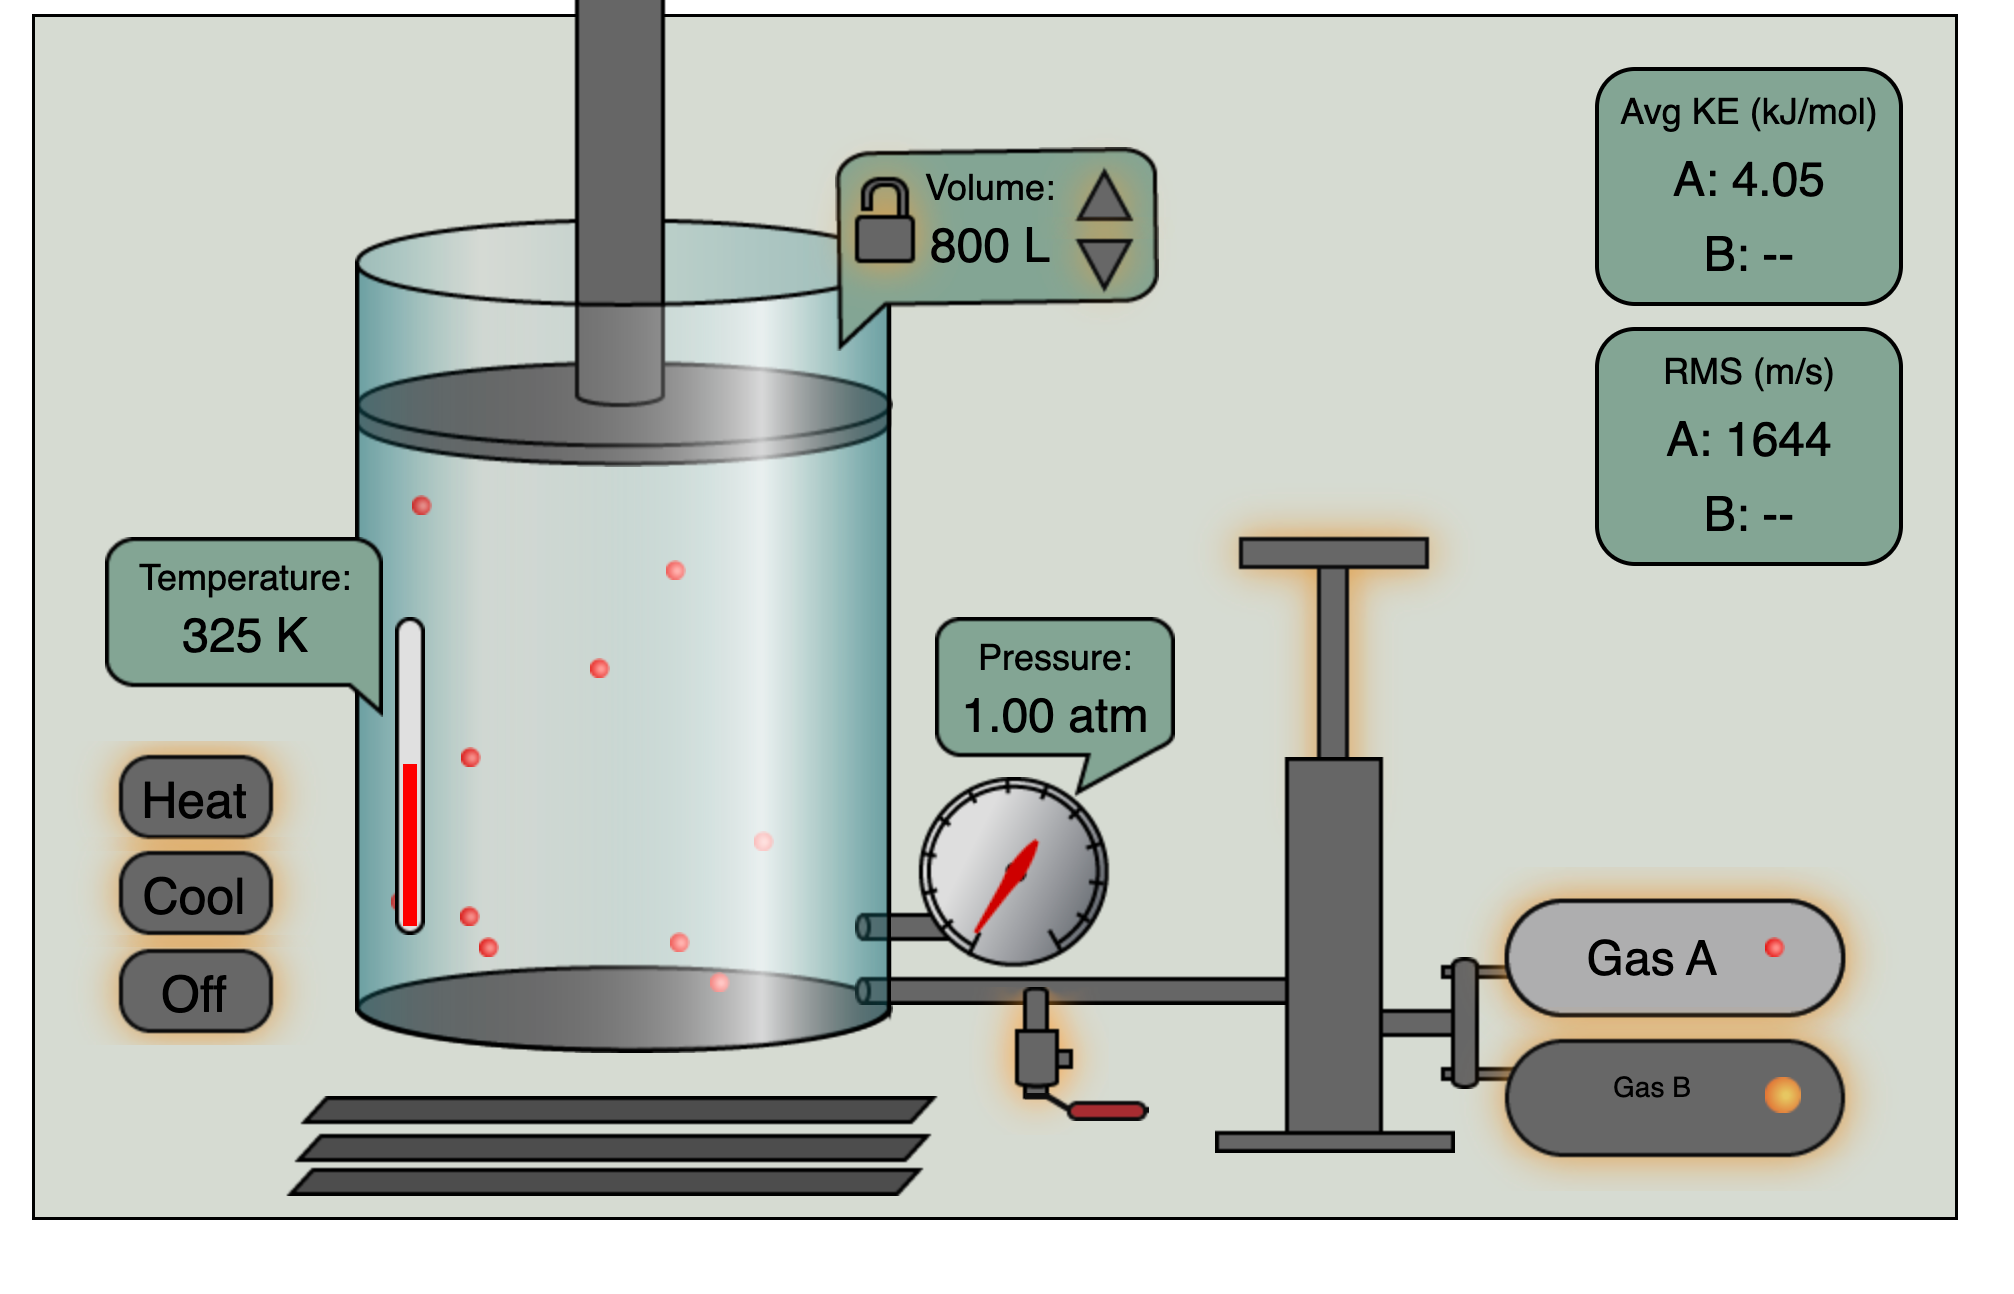 Avg KE (kJ/mol)
A: 4.05
B: --
Volume:
800 L
RMS (m/s)
A: 1644
B: --
Temperature:
325 K
Pressure:
1.00 atm
Heat
Cool
Off
Gas A
Gas B